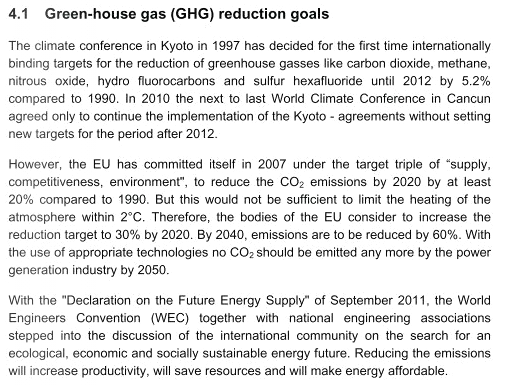 4.1 Green-house gas (GHG) reduction goals
The climate conference in Kyoto in 1997 has decided for the first time internationally
binding targets for the reduction of greenhouse gasses like carbon dioxide, methane,
nitrous oxide, hydro fluorocarbons and sulfur hexafluoride until 2012 by 5.2%
compared to 1990. In 2010 the next to last World Climate Conference in Cancun
agreed only to continue the implementation of the Kyoto - agreements without setting
new targets for the period after 2012.
However, the EU has committed itself in 2007 under the target triple of “supply,
competitiveness, environment", to reduce the CO₂ emissions by 2020 by at least
20% compared to 1990. But this would not be sufficient to limit the heating of the
atmosphere within 2°C. Therefore, the bodies of the EU consider to increase the
reduction target to 30% by 2020. By 2040, emissions are to be reduced by 60%. With
the use of appropriate technologies no CO₂ should be emitted any more by the power
generation industry by 2050.
With the "Declaration on the Future Energy Supply" of September 2011, the World
Engineers Convention (WEC) together with national engineering associations
stepped into the discussion of the international community on the search for an
ecological, economic and socially sustainable energy future. Reducing the emissions
will increase productivity, will save resources and will make energy affordable.